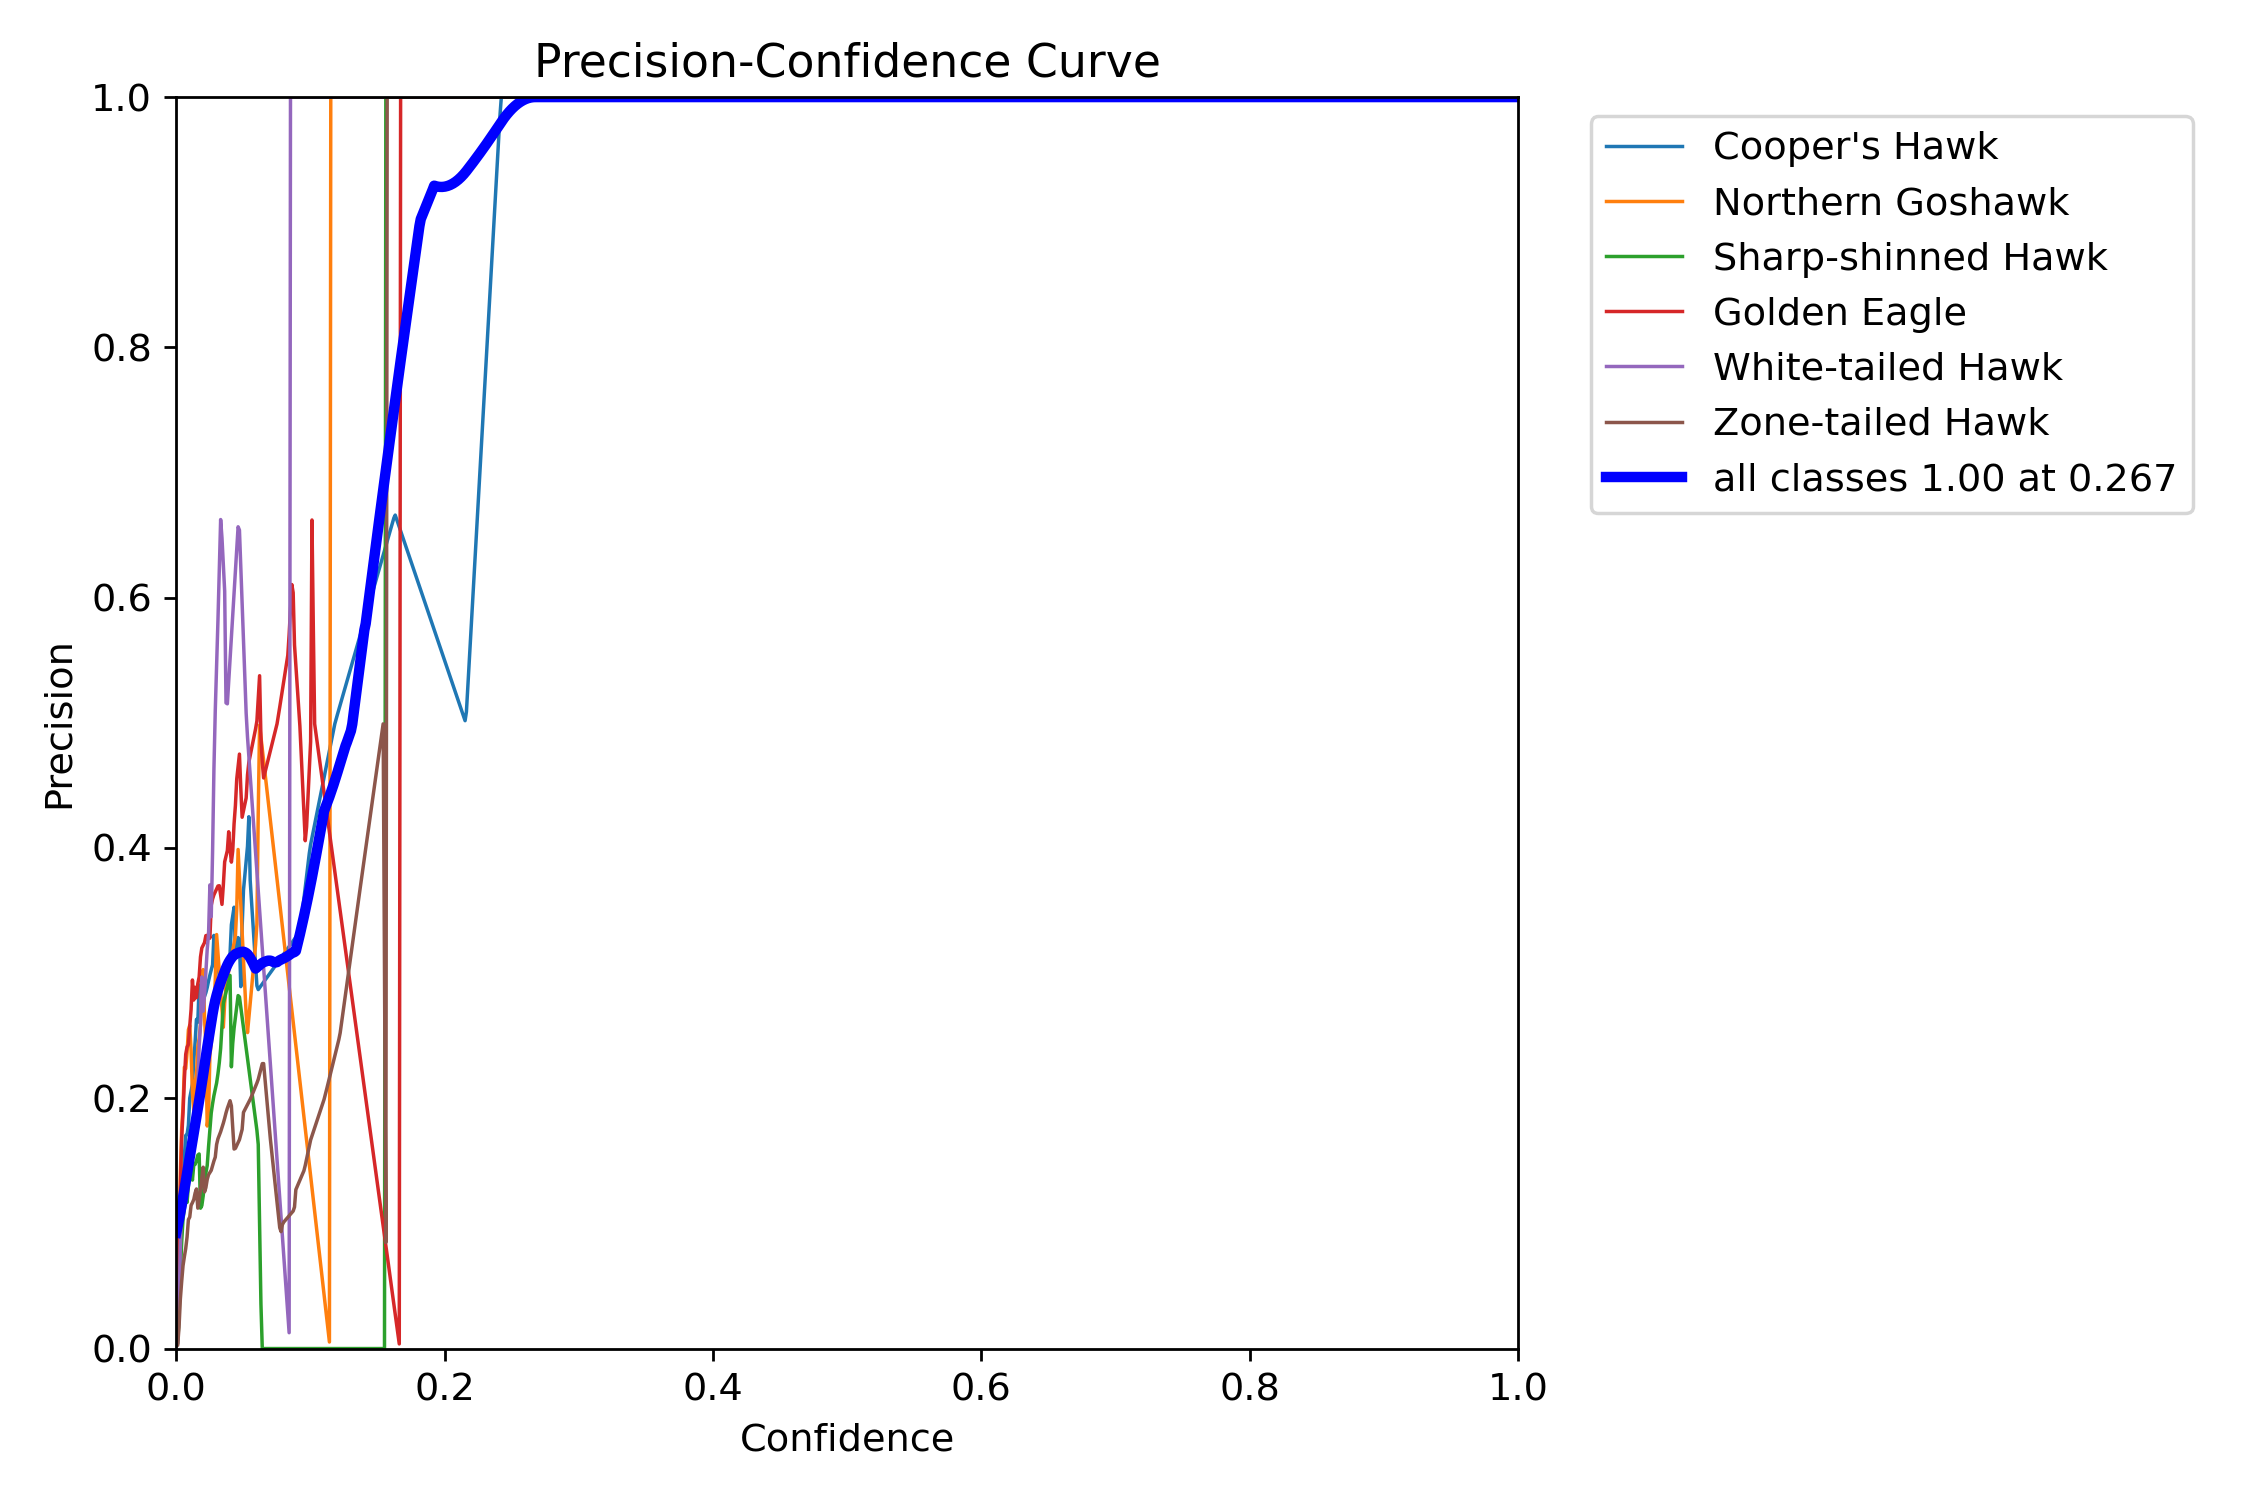 Precision-Confidence Curve
1.0
0.8
0.6
0.4
0.2
0.0
Precision
0.0 0.2 0.4 0.6 0.8 1.0
Confidence
Cooper's Hawk
Northern Goshawk
Sharp-shinned Hawk
Golden Eagle
White-tailed Hawk
Zone-tailed Hawk
all classes 1.00 at 0.267